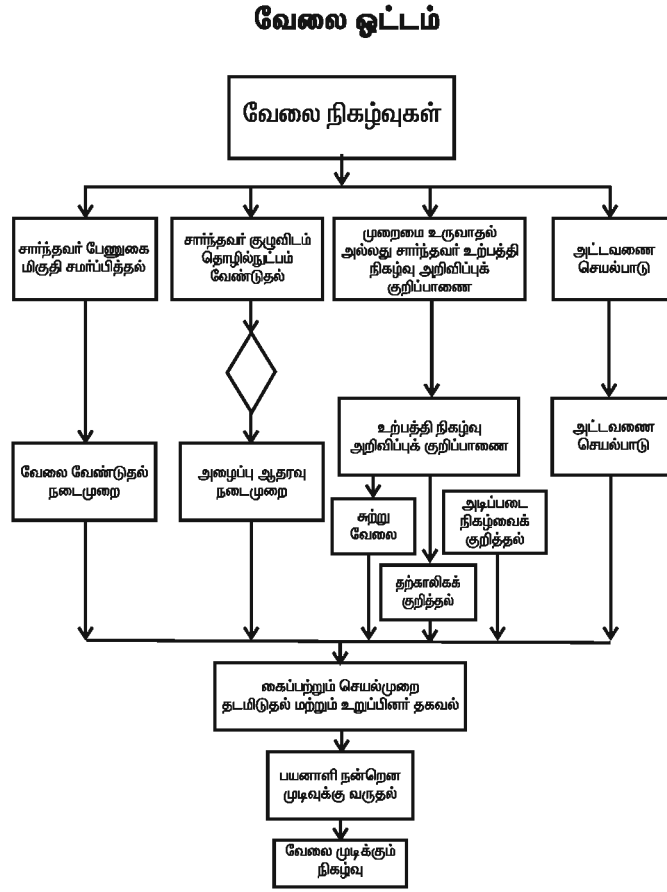 வேலை ஓட்டம்
வேலை நிகழ்வுகள்
சார்ந்தவர் பேணுகை
மிகுதி சமர்ப்பித்தல்
சார்ந்தவர் குழுவிடம்
தொழில்நுட்பம்
வேண்டுதல்
முறைமை உருவாதல்
அல்லது சார்ந்தவர் உற்பத்தி
நிகழ்வு அறிவிப்புக்
குறிப்பாணை
அட்டவணை
செயல்பாடு
வேலை வேண்டுதல்
நடைமுறை
அழைப்பு ஆதரவு
நடைமுறை
உற்பத்தி நிகழ்வு
அறிவிப்புக் குறிப்பாணை
அட்டவணை
செயல்பாடு
சுற்று
வேலை
தற்காலிகக்
குறித்தல்
அடிப்படை
நிகழ்வைக்
குறித்தல்
கைப்பற்றும் செயல்முறை
தடமிடுதல் மற்றும் உறுப்பினர் தகவல்
பயனாளி நன்றென
முடிவுக்கு வருதல்
வேலை முடிக்கும்
நிகழ்வு